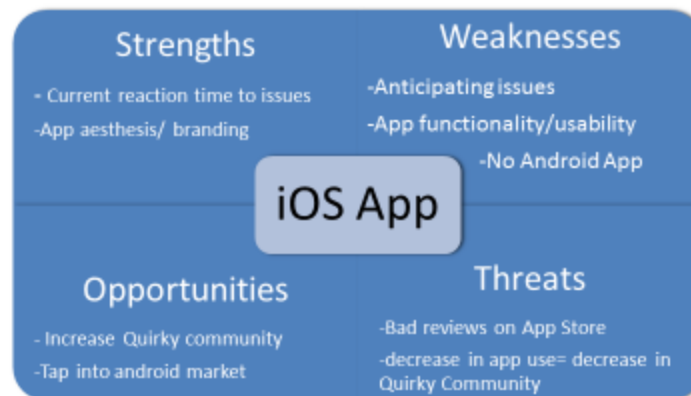 Strengths
- Current reaction time to issues
-App aesthesis/ branding
Weaknesses
-Anticipating issues
-App functionality/usability
-No Android App
iOS App
Opportunities
- Increase Quirky community
-Tap into android market
Threats
-Bad reviews on App Store
-decrease in app use= decrease in
Quirky Community